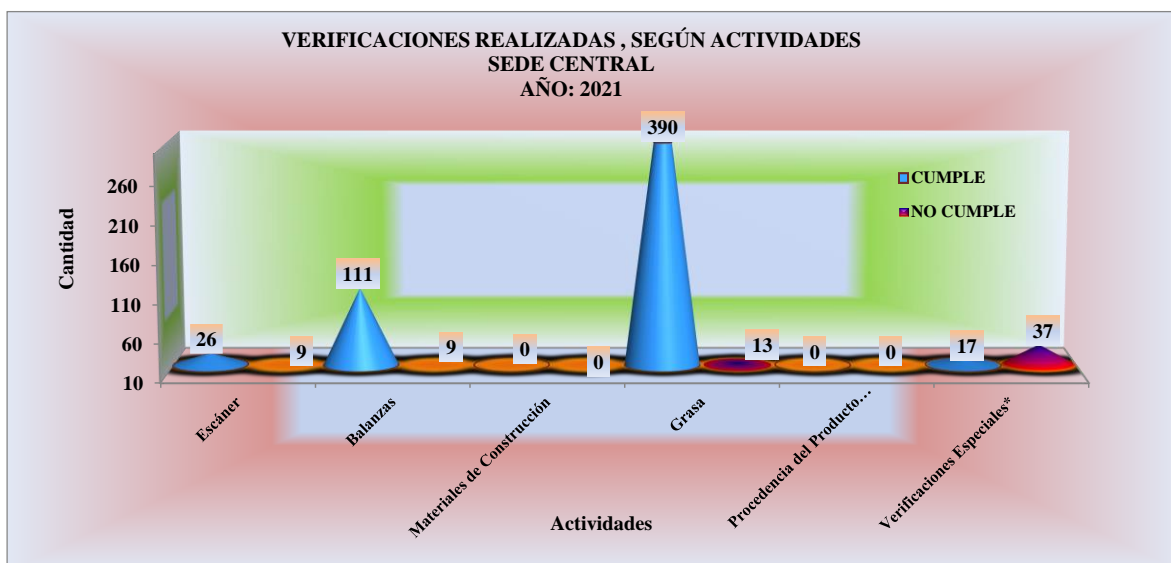 VERIFICACIONES REALIZADAS , SEGÚN ACTIVIDADES
SEDE CENTRAL
AÑO: 2021
390
CUMPLE
NO CUMPLE
Cantidad
260
210
160
110
60
10
26
9
111
9
0
0
13
0
0
17
37
Escáner
Balanzas
Materiales de Construcción
Grasa
Procedencia del Producto…
Verificaciones Especiales*
Actividades